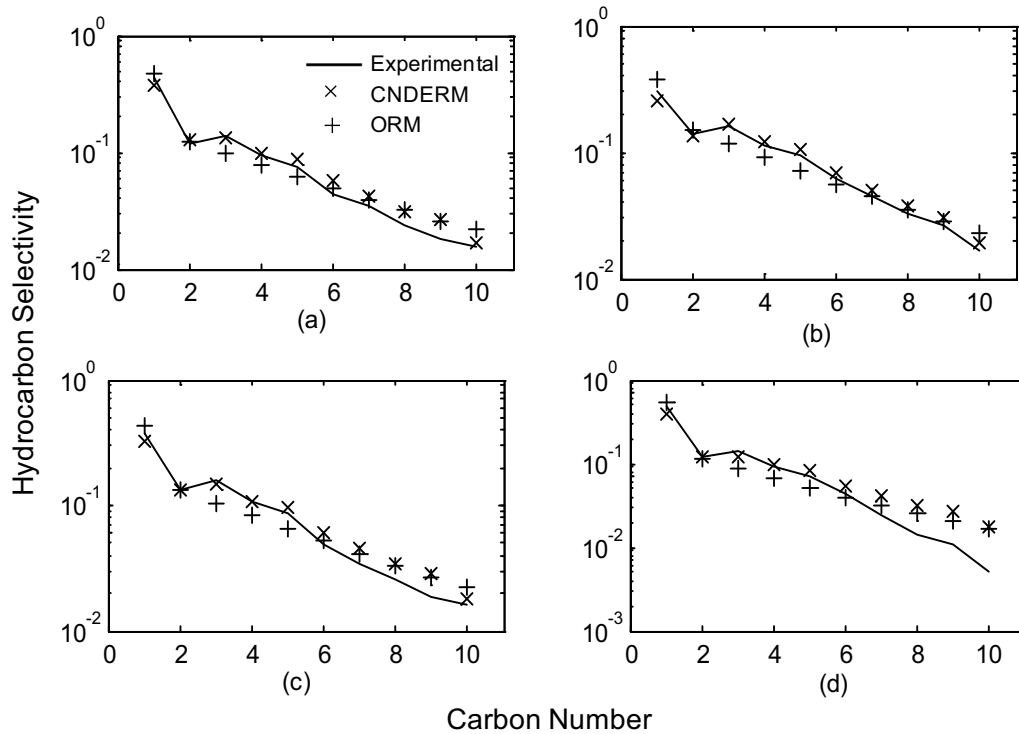 Hydrocarbon Selectivity
10^0
10^-1
10^-2
0 2 4 6 8 10
(a)
Experimental
CNDERM
ORM
10^0
10^-1
10^-2
0 2 4 6 8 10
(b)
10^0
10^-1
10^-2
0 2 4 6 8 10
(c)
10^0
10^-1
10^-2
10^-3
0 2 4 6 8 10
(d)
Carbon Number